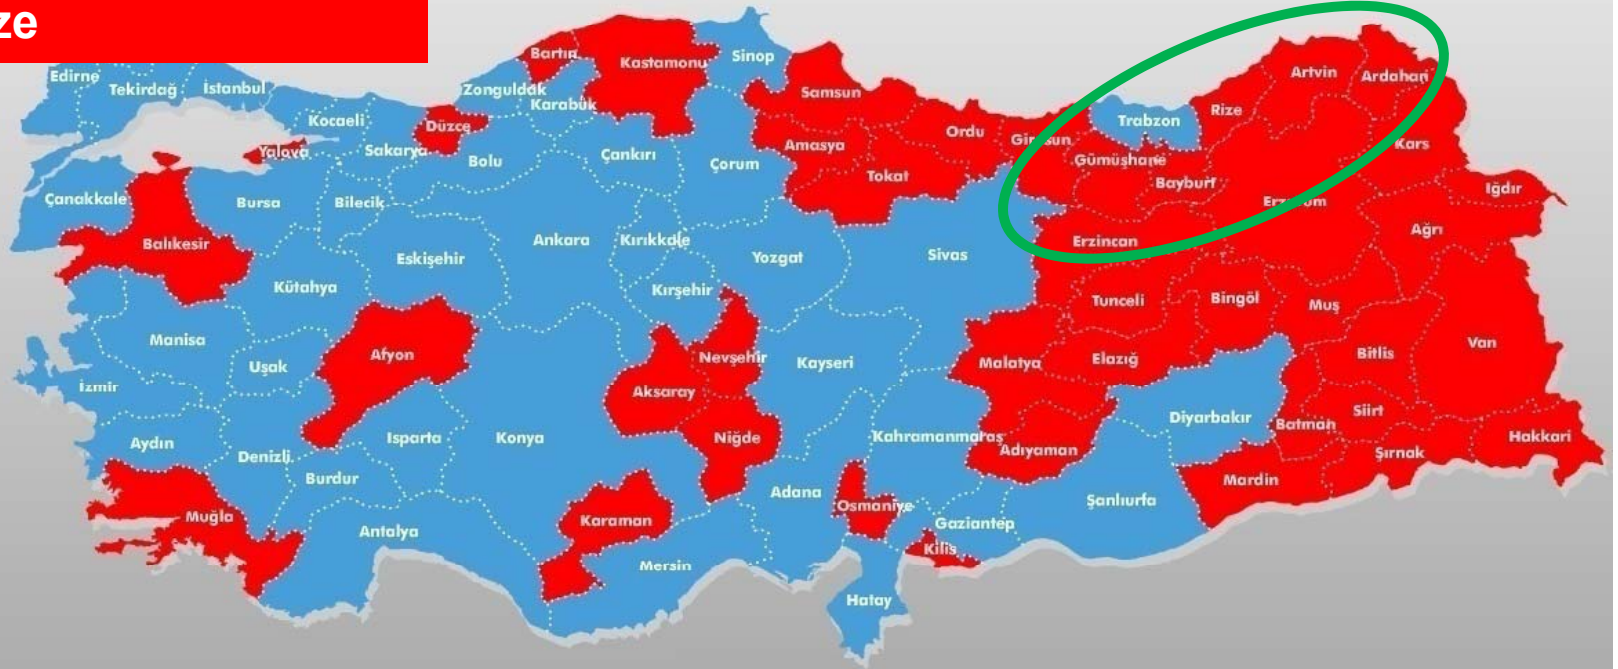 ze
Bartın
Kastamonu
Sinop
Edirne
Tekirdağ
İstanbul
Zonguldak
Karabük
Samsun
Artvin
Ardahan
Kocaeli
Düzce
Trabzon
Rize
Yalova
Sakarya
Bolu
Çankırı
Çorum
Amasya
Ordu
Giresun
Gümüşhane
Kars
Tokat
Bayburt
Iğdır
Çanakkale
Bursa
Bilecik
Erzurum
Balıkesir
Eskişehir
Ankara
Kırıkkale
Yozgat
Sivas
Erzincan
Ağrı
Kütahya
Kırşehir
Tunceli
Bingöl
Muş
Manisa
Uşak
Afyon
Nevşehir
Kayseri
Malatya
Elazığ
Bitlis
Van
İzmir
Aksaray
Aydın
Isparta
Konya
Niğde
Kahramanmaraş
Adıyaman
Diyarbakır
Batman
Siirt
Hakkari
Denizli
Burdur
Şırnak
Mardin
Muğla
Antalya
Karaman
Adana
Osmaniye
Gaziantep
Şanlıurfa
Mersin
Kilis
Hatay